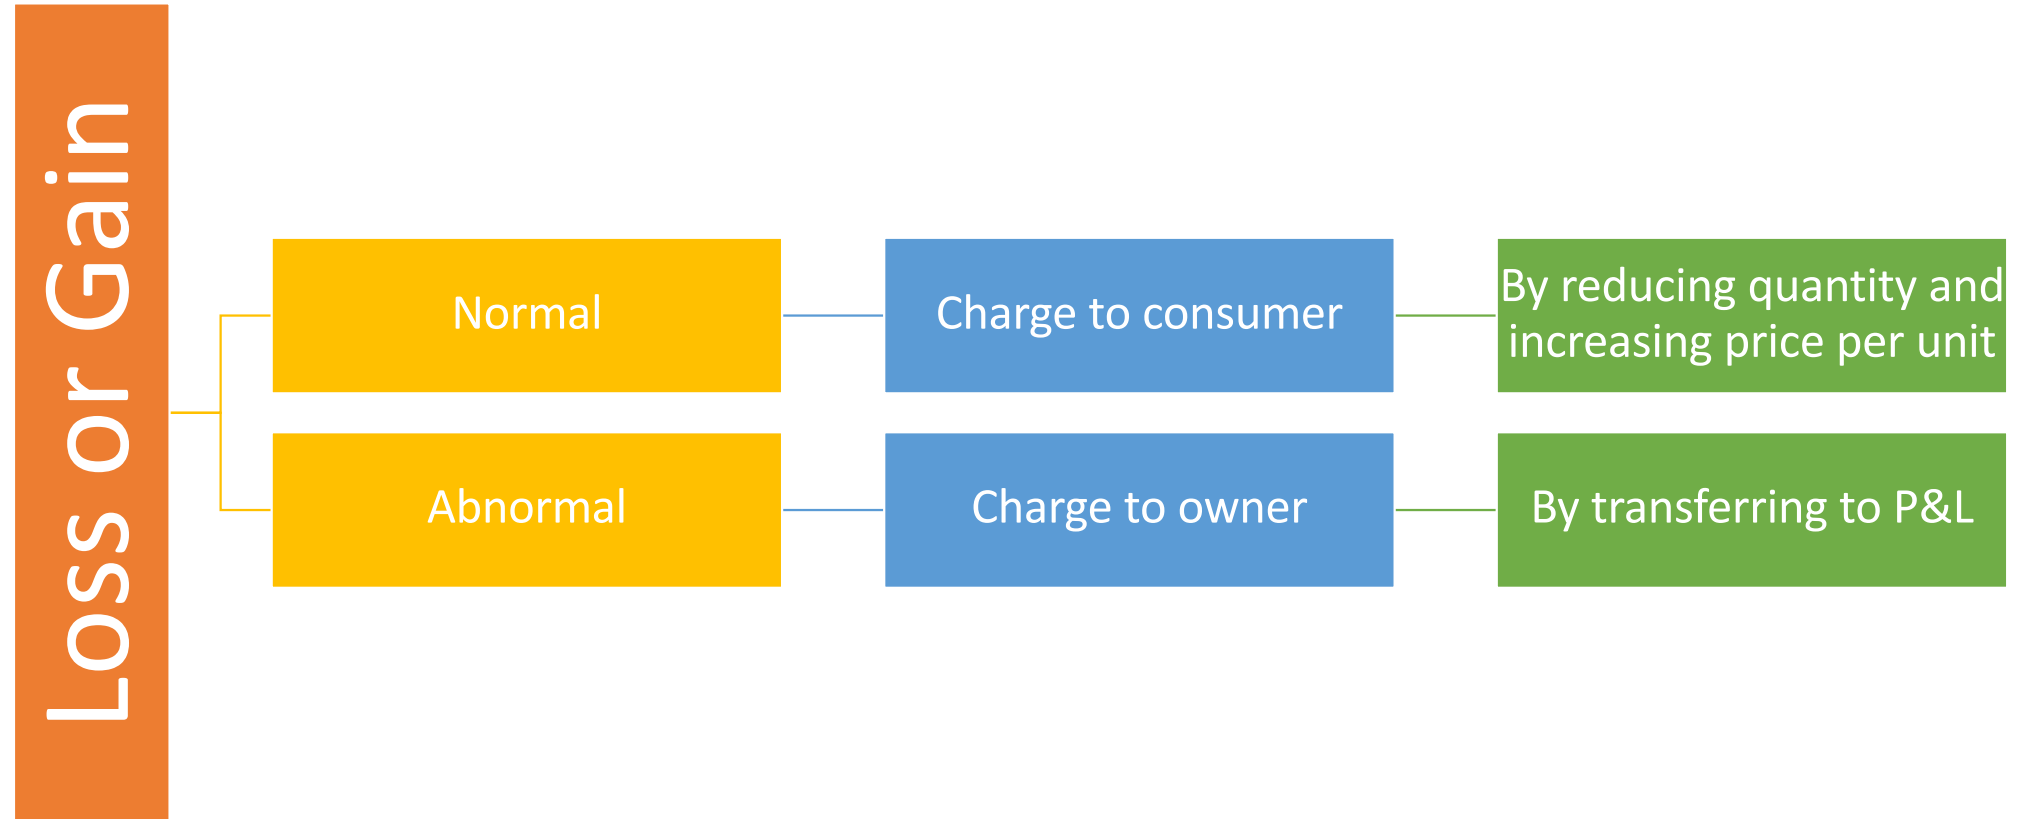 Loss or Gain
Normal
Charge to consumer
By reducing quantity and
increasing price per unit
Abnormal
Charge to owner
By transferring to P&L